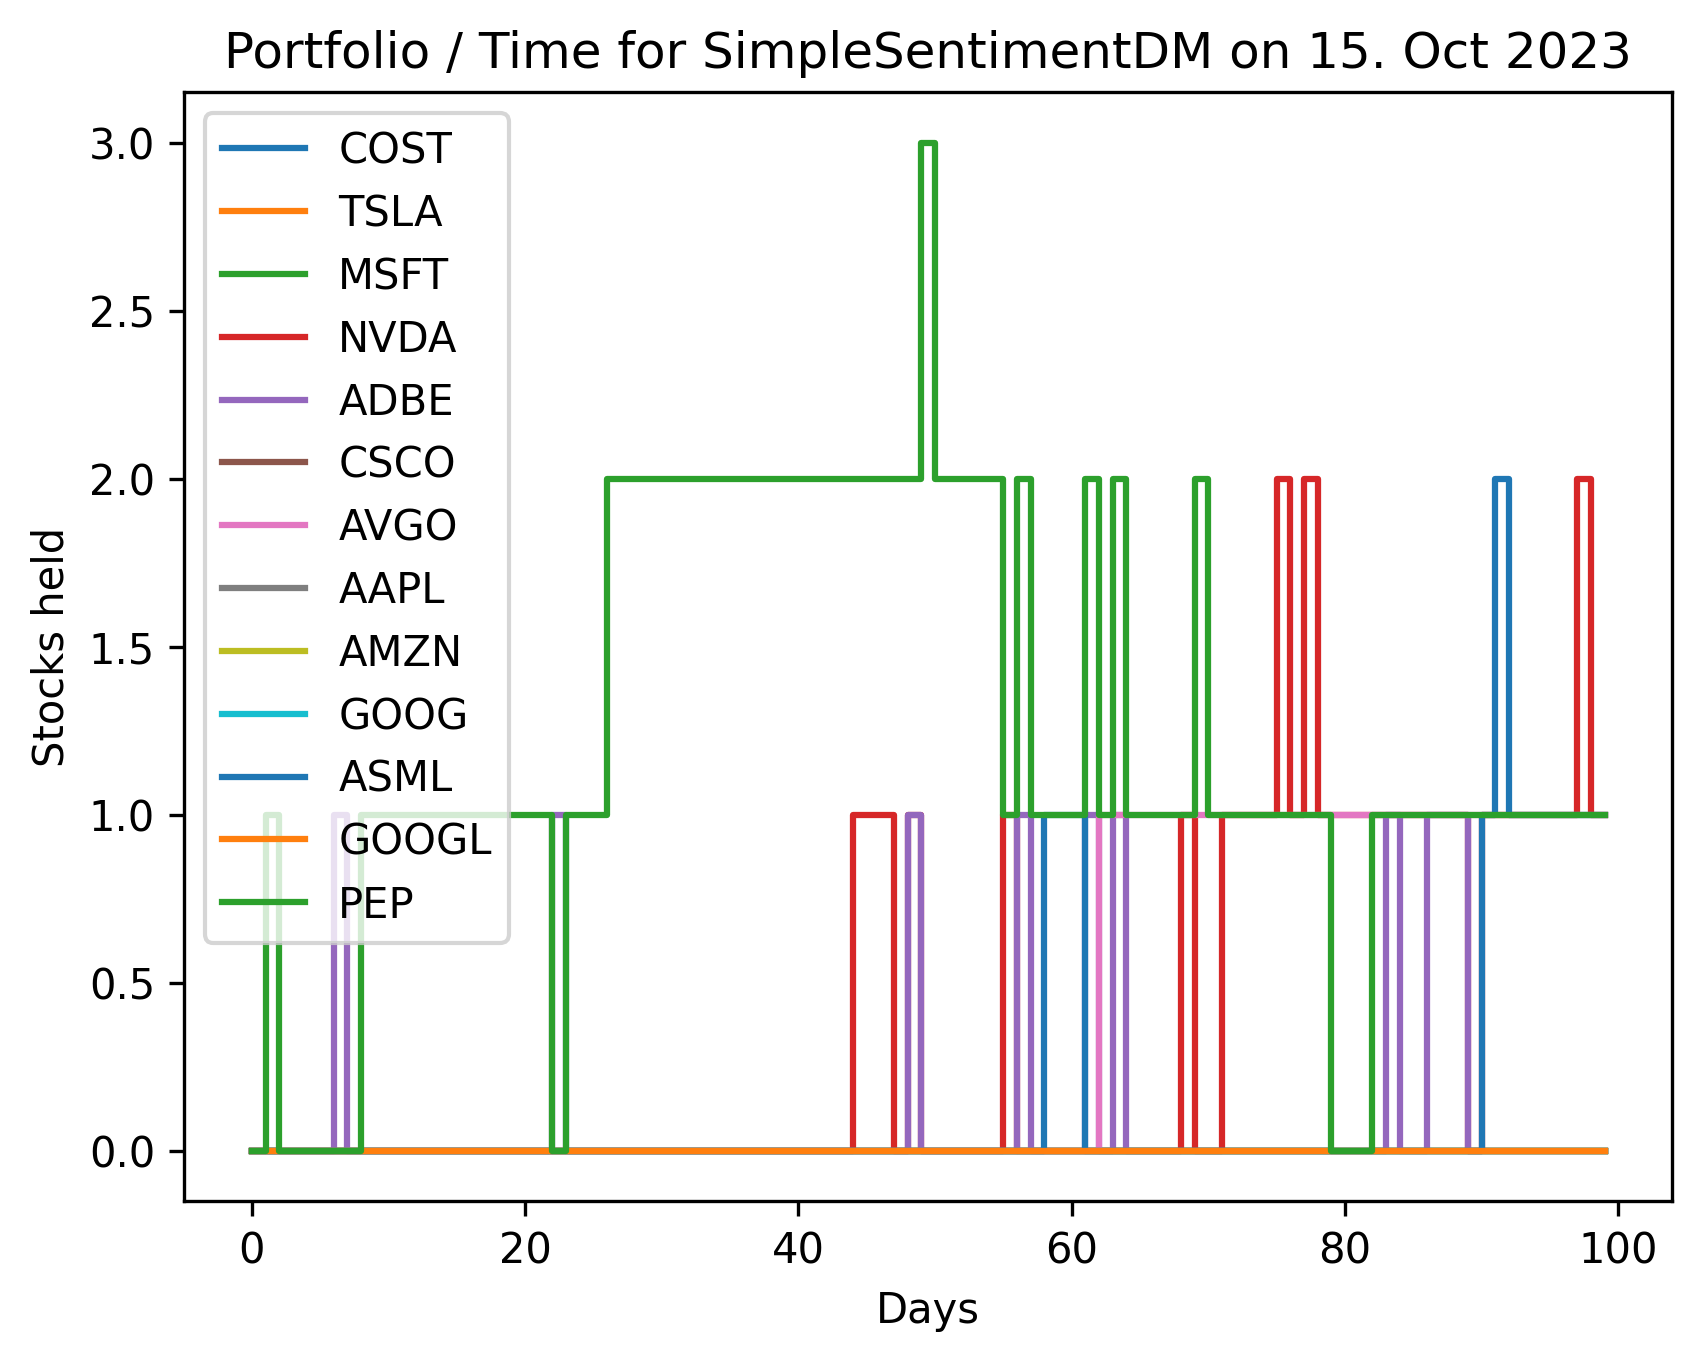 Portfolio / Time for SimpleSentimentDM on 15. Oct 2023
COST
TSLA
MSFT
NVDA
ADBE
CSCO
AVGO
AAPL
AMZN
GOOG
ASML
GOOGL
PEP
3.0
2.5
2.0
1.5
1.0
0.5
0.0
Stocks held
0 20 40 60 80 100
Days